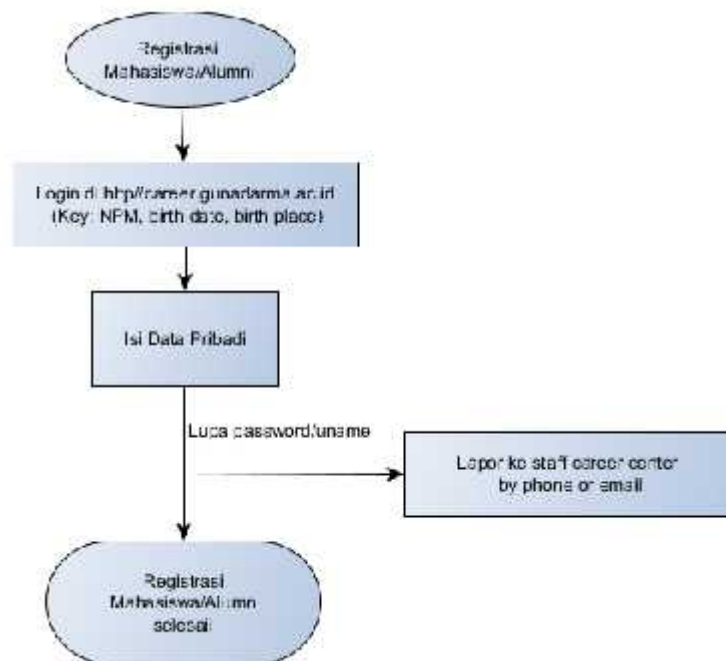 Registrasi
Mahasiswa/Alumni
Login di http//career.gunadarma.ac.id
(Key: NPM, birth date, birth place)
Isi Data Pribadi
Lupa password/uname
Lapor ke staff career center
by phone or email
Registrasi
Mahasiswa/Alumni
selesai